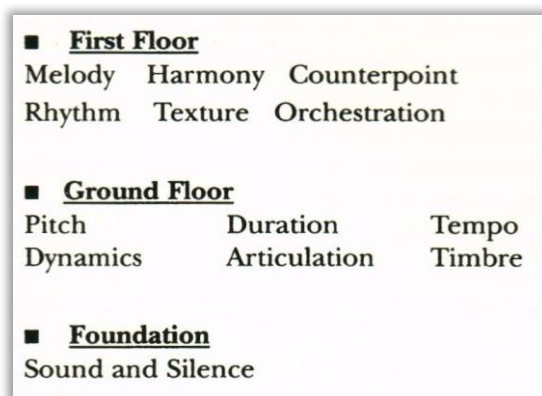 ■ First Floor
Melody Harmony Counterpoint
Rhythm Texture Orchestration
■ Ground Floor
Pitch Duration Tempo
Dynamics Articulation Timbre
■ Foundation
Sound and Silence